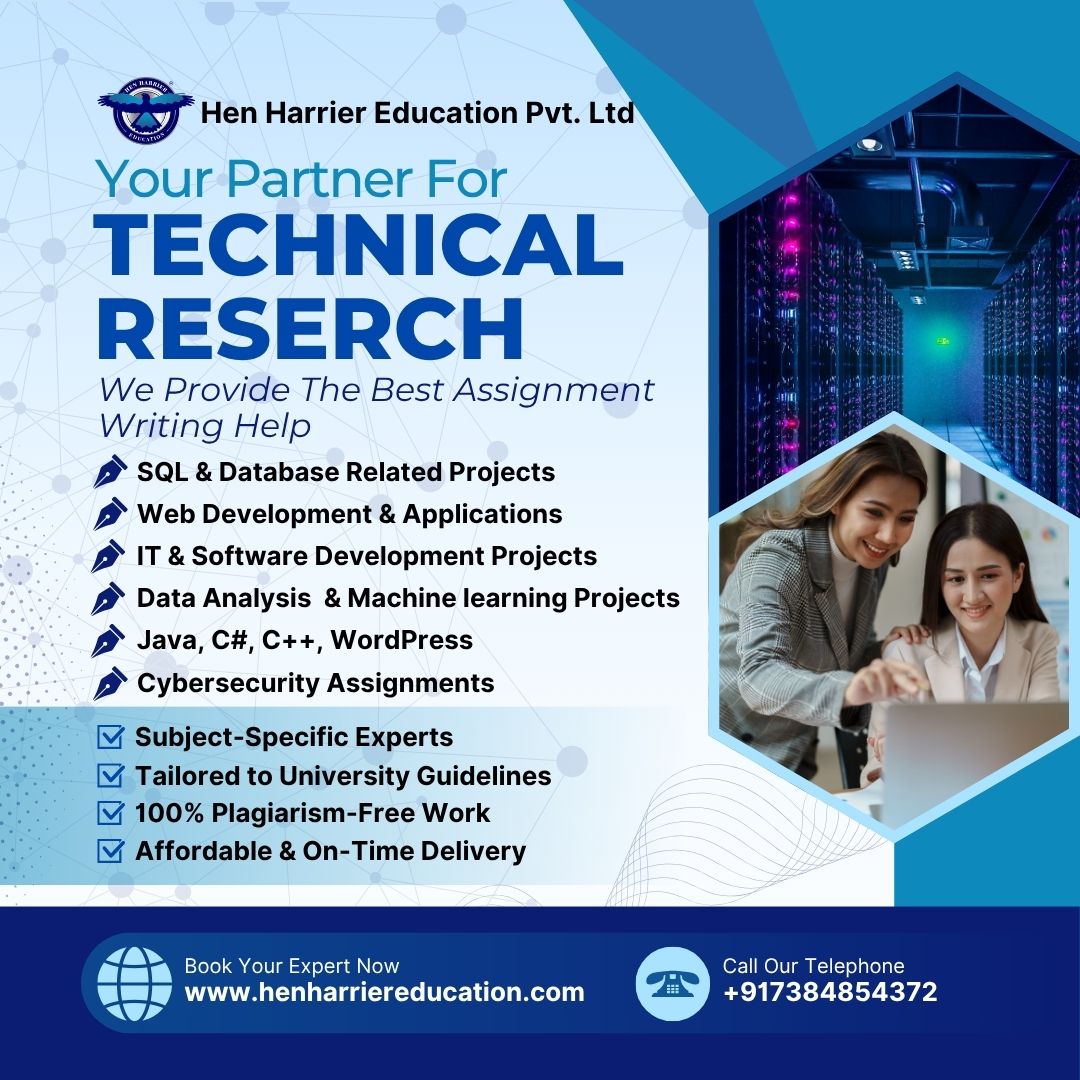 HEN HARRIER
EDUCATION
Hen Harrier Education Pvt. Ltd
Your Partner For
TECHNICAL
RESERCH
We Provide The Best Assignment
Writing Help
SQL & Database Related Projects
Web Development & Applications
IT & Software Development Projects
Data Analysis & Machine learning Projects
Java, C#, C++, WordPress
Cybersecurity Assignments
Subject-Specific Experts
Tailored to University Guidelines
100% Plagiarism-Free Work
Affordable & On-Time Delivery
Book Your Expert Now
www.henharriereducation.com
Call Our Telephone
+917384854372